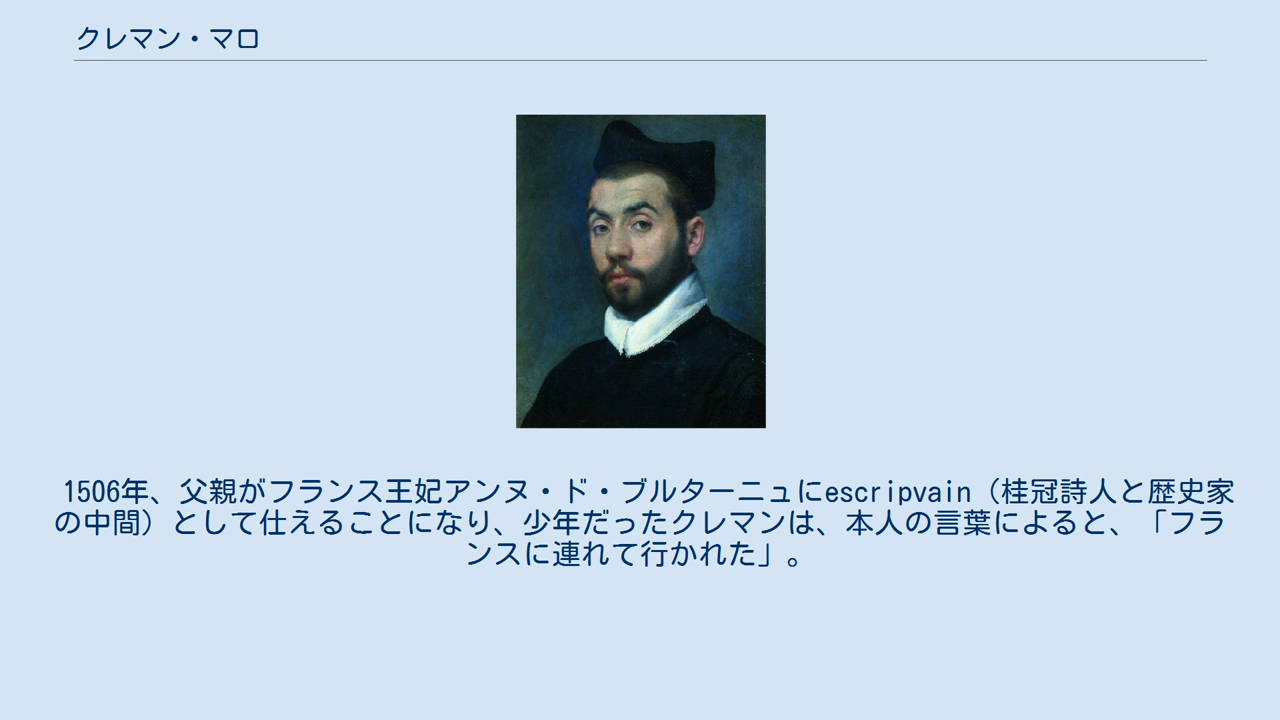 クレマン・マロ
1506年、父親がフランス王妃アンヌ・ド・ブルターニュにescripvain（桂冠詩人と歴史家
の中間）として仕えることになり、少年だったクレマンは、本人の言葉によると、「フラ
ンスに連れて行かれた」。